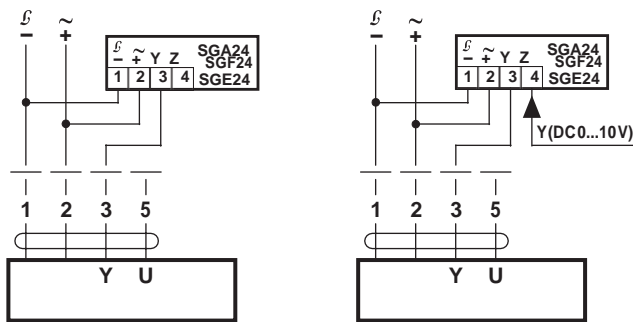 ~ ~
− + − +
~ SGA24 ~ SGA24
− + Y Z SGF24 − + Y Z SGF24
1 2 3 4 SGE24 1 2 3 4 SGE24
Y(DC0...10V)
1 2 3 5 1 2 3 5
Y U Y U